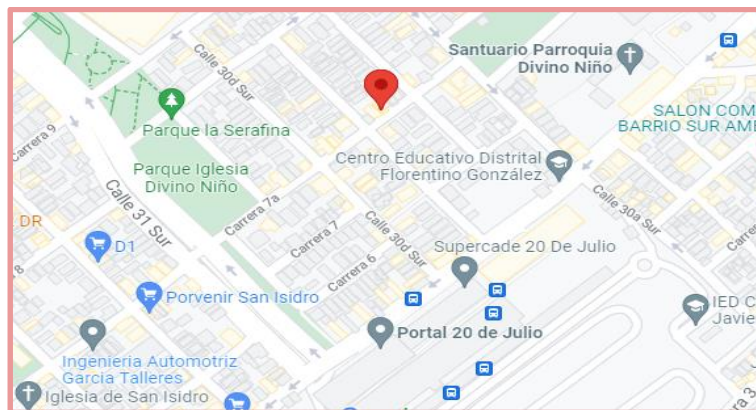 Calle 30d Sur
Santuario Parroquia
Divino Niño
Parque la Serafina
SALON COM
BARRIO SUR AM
Carrera 9
Parque Iglesia
Divino Niño
Centro Educativo Distrital
Florentino González
Calle 31 Sur
Carrera 7a
Calle 30a Sur
DR
D1
Carrera 7
Calle 30d Sur
Supercade 20 De Julio
Carrera 6
Porvenir San Isidro
IED C
Javie
Portal 20 de Julio
Ingenieria Automotriz
Garcia Talleres
Iglesia de San Isidro